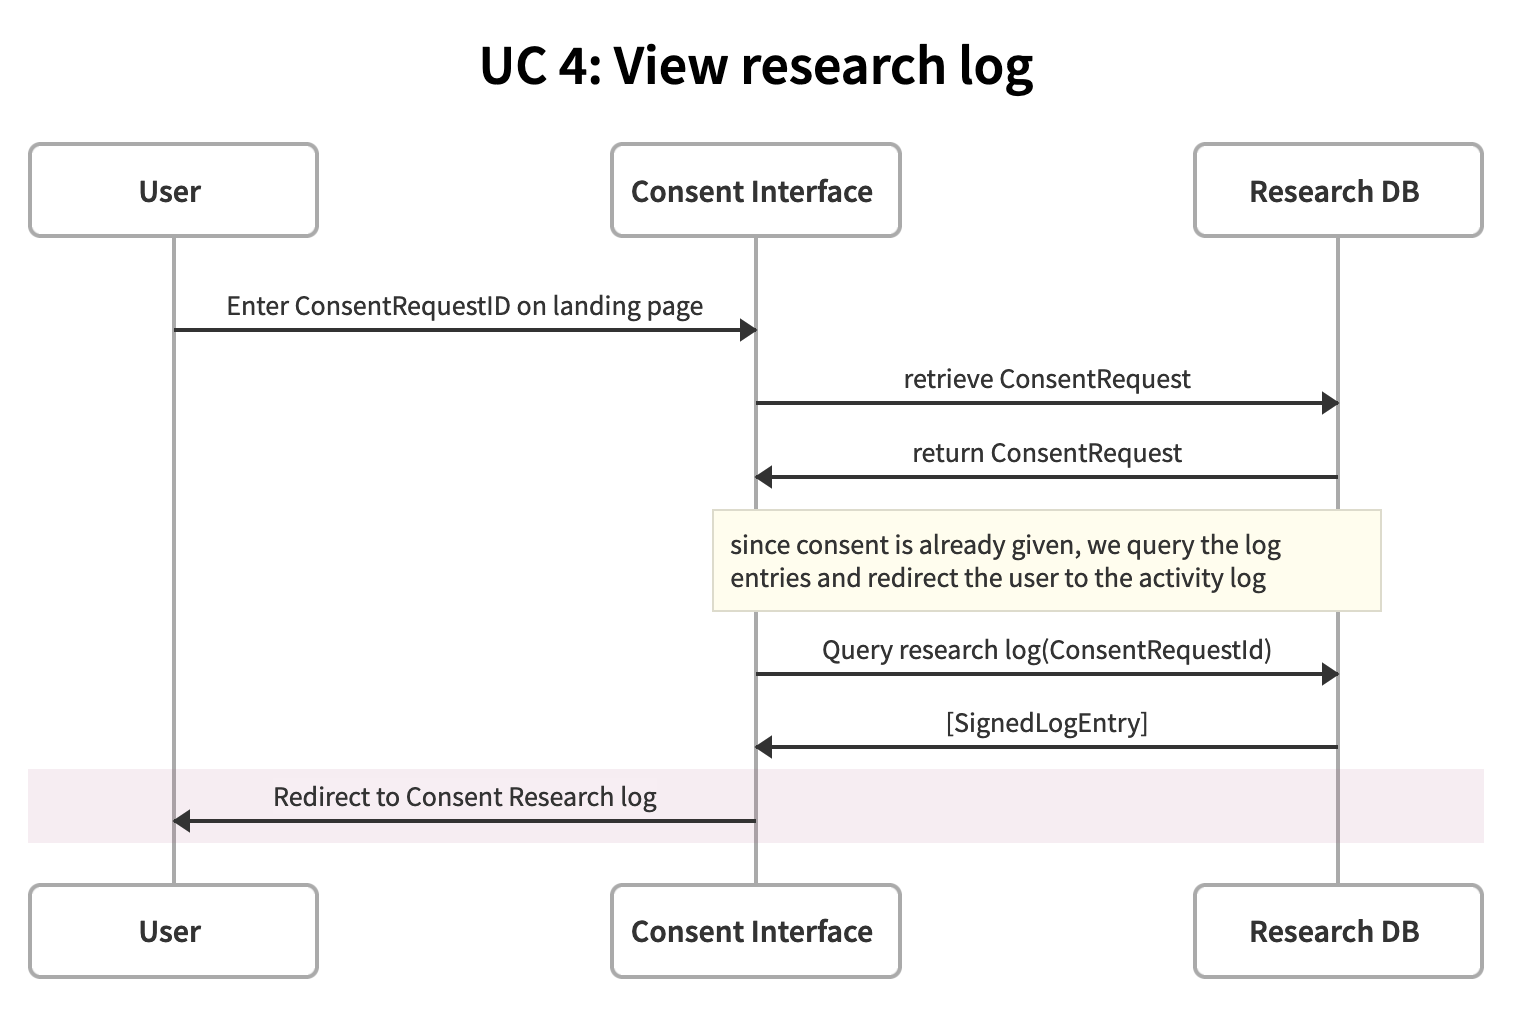 UC 4: View research log
User
Consent Interface
Research DB
Enter ConsentRequestID on landing page
retrieve ConsentRequest
return ConsentRequest
since consent is already given, we query the log
entries and redirect the user to the activity log
Query research log(ConsentRequestId)
[SignedLogEntry]
Redirect to Consent Research log
User
Consent Interface
Research DB